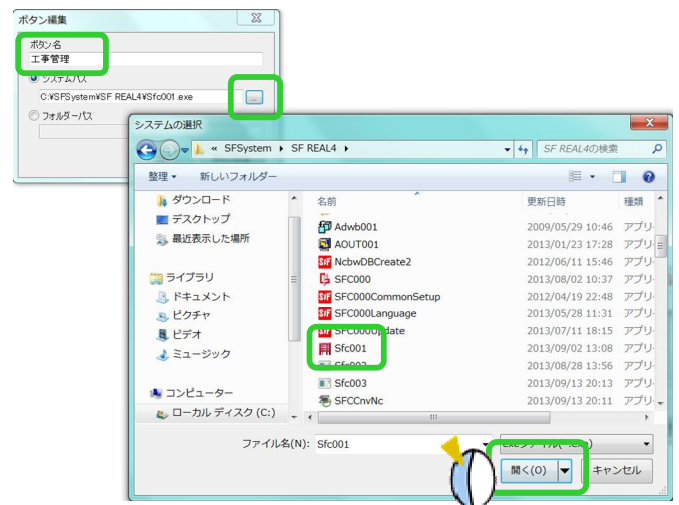 ボタン編集
ボタン名
工事管理
システムパス
C:¥SFSystem¥SF REAL4¥Sfc001.exe
...
フォルダーパス
システムの選択
« SFSystem ▸ SF REAL4 ▸
SF REAL4の検索
整理 新しいフォルダー
ダウンロード
デスクトップ
最近表示した場所
ライブラリ
ドキュメント
ピクチャ
ビデオ
ミュージック
コンピューター
ローカル ディスク (C:)
名前 更新日時 種類
Adwb001 2009/05/29 10:46 アプリ
AOUT001 2013/01/23 17:28 アプリ
NcbwDBCreate2 2012/06/11 15:46 アプリ
SFC000 2013/08/02 10:37 アプリ
SFC000CommonSetup 2012/04/19 22:48 アプリ
SFC000Language 2013/05/28 11:31 アプリ
SFC000Update 2013/07/11 18:15 アプリ
Sfc001 2013/09/02 13:08 アプリ
Sfc002 2013/08/28 13:56 アプリ
Sfc003 2013/09/13 20:13 アプリ
SFCCnvNc 2013/09/13 20:11 アプリ
ファイル名(N): Sfc001
exeファイル(*.exe)
開く(O) キャンセル